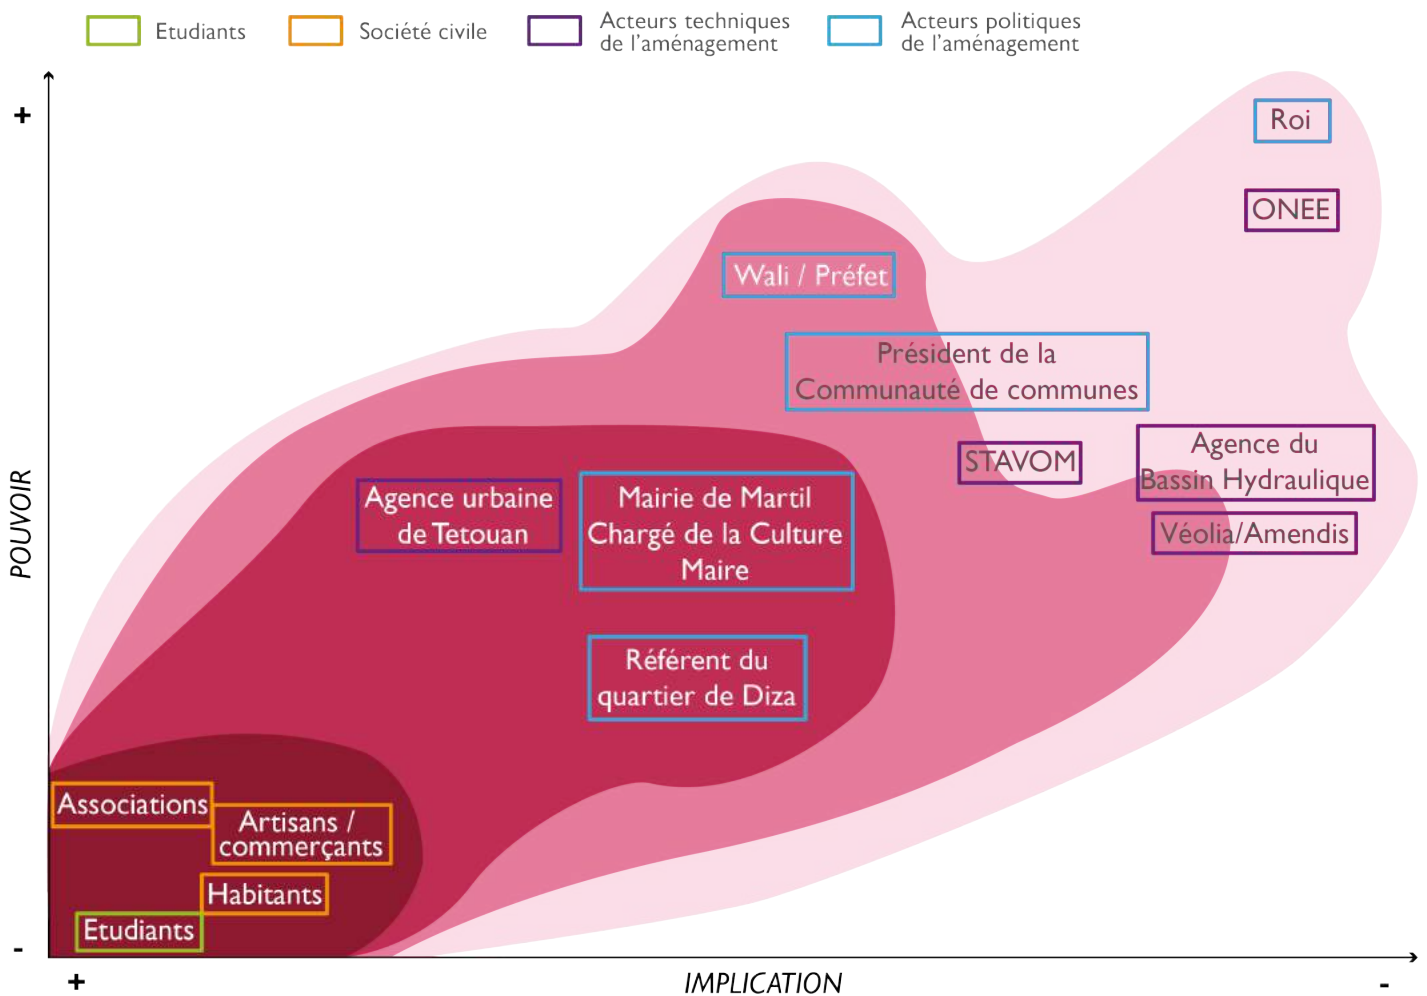 Etudiants
Société civile
Acteurs techniques
de l'aménagement
Acteurs politiques
de l'aménagement
+
Roi
ONEE
Wali / Préfet
Président de la
Communauté de communes
STAVOM
Agence du
Bassin Hydraulique
Véolia/Amendis
Agence urbaine
de Tetouan
Mairie de Martil
Chargé de la Culture
Maire
POUVOIR
Référent du
quartier de Diza
Associations
Artisans /
commerçants
Habitants
Etudiants
-
+
IMPLICATION
-